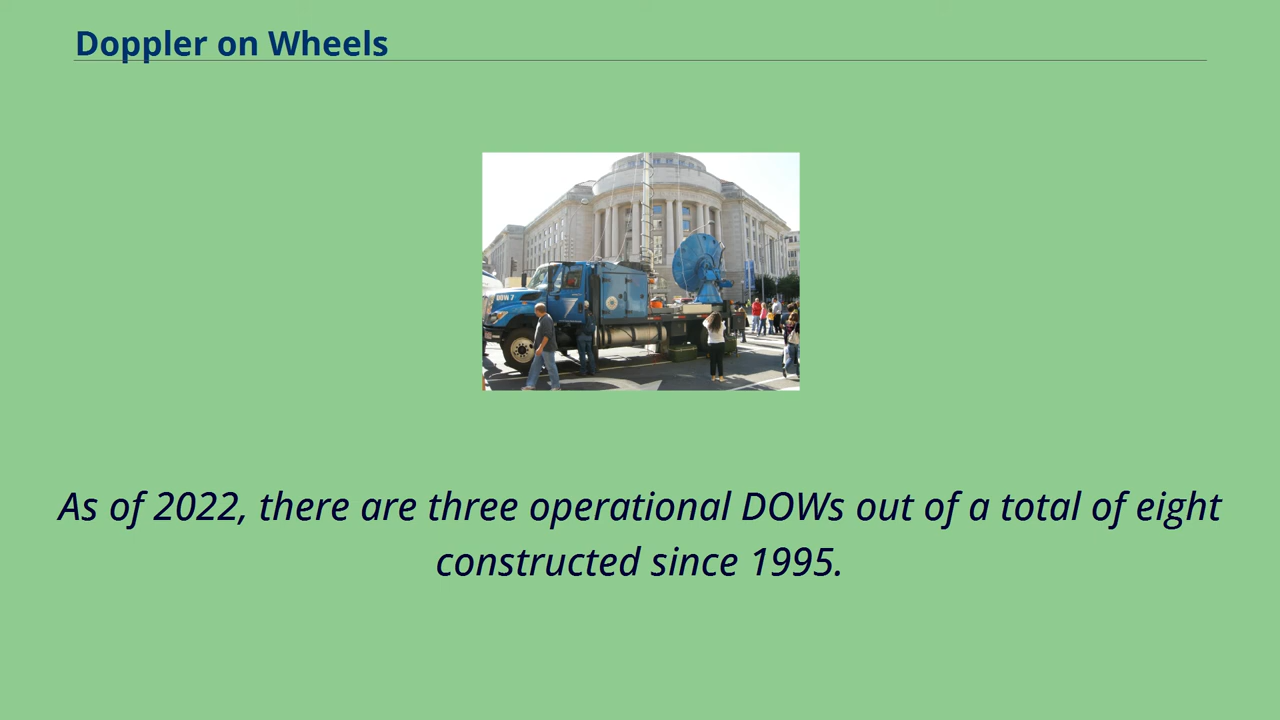 Doppler on Wheels
DOW 7
As of 2022, there are three operational DOWs out of a total of eight
constructed since 1995.